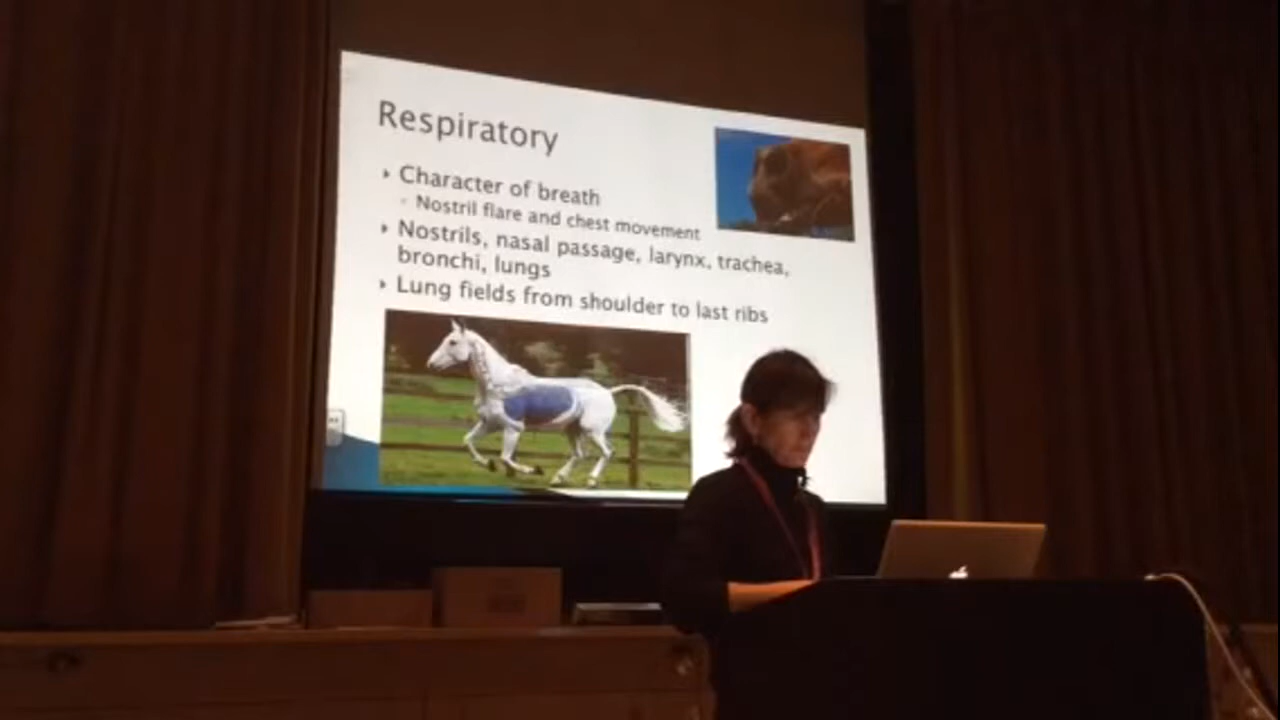 Respiratory
Character of breath
Nostril flare and chest movement
Nostrils, nasal passage, larynx, trachea,
bronchi, lungs
Lung fields from shoulder to last ribs